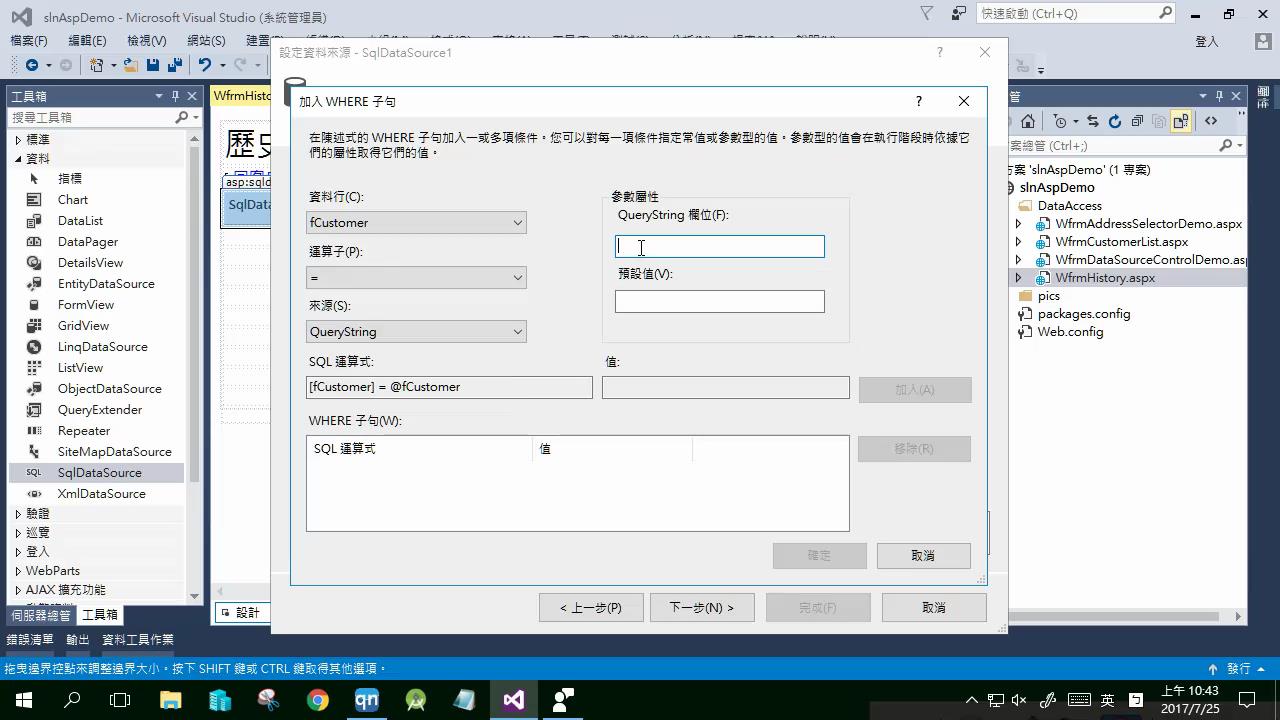 slnAspDemo - Microsoft Visual Studio (系統管理員)
快速啟動 (Ctrl+Q)
檔案(F)
編輯(E)
檢視(V)
網站(S)
登入
設定資料來源 - SqlDataSource1
工具箱
搜尋工具箱
標準
資料
指標
Chart
DataList
DataPager
DetailsView
EntityDataSource
FormView
GridView
LinqDataSource
ListView
ObjectDataSource
QueryExtender
Repeater
SiteMapDataSource
SQL SqlDataSource
XmlDataSource
驗證
巡覽
登入
WebParts
AJAX 擴充功能
伺服器總管
工具箱
WfrmHisto
歷
asp:sqld
SqlData
設計
加入 WHERE 子句
在陳述式的 WHERE 子句加入一或多項條件。您可以對每一項條件指定常值或參數型的值。參數型的值會在執行階段時依據它
們的屬性取得它們的值。
資料行(C):
fCustomer
運算子(P):
=
來源(S):
QueryString
參數屬性
QueryString 欄位(F):
預設值(V):
SQL 運算式:
[fCustomer] = @fCustomer
值:
加入(A)
WHERE 子句(W):
SQL 運算式
值
移除(R)
確定
取消
< 上一步(P)
下一步(N) >
完成(F)
取消
案總管 (Ctrl+;)
方案 'slnAspDemo' (1 專案)
slnAspDemo
DataAccess
WfrmAddressSelectorDemo.aspx
WfrmCustomerList.aspx
WfrmDataSourceControlDemo.as
WfrmHistory.aspx
pics
packages.config
Web.config
錯誤清單
輸出
資料工具作業
拖曳邊界控點來調整邊界大小。按下 SHIFT 鍵或 CTRL 鍵取得其他選項。
發行
qn
英
上午 10:43
2017/7/25